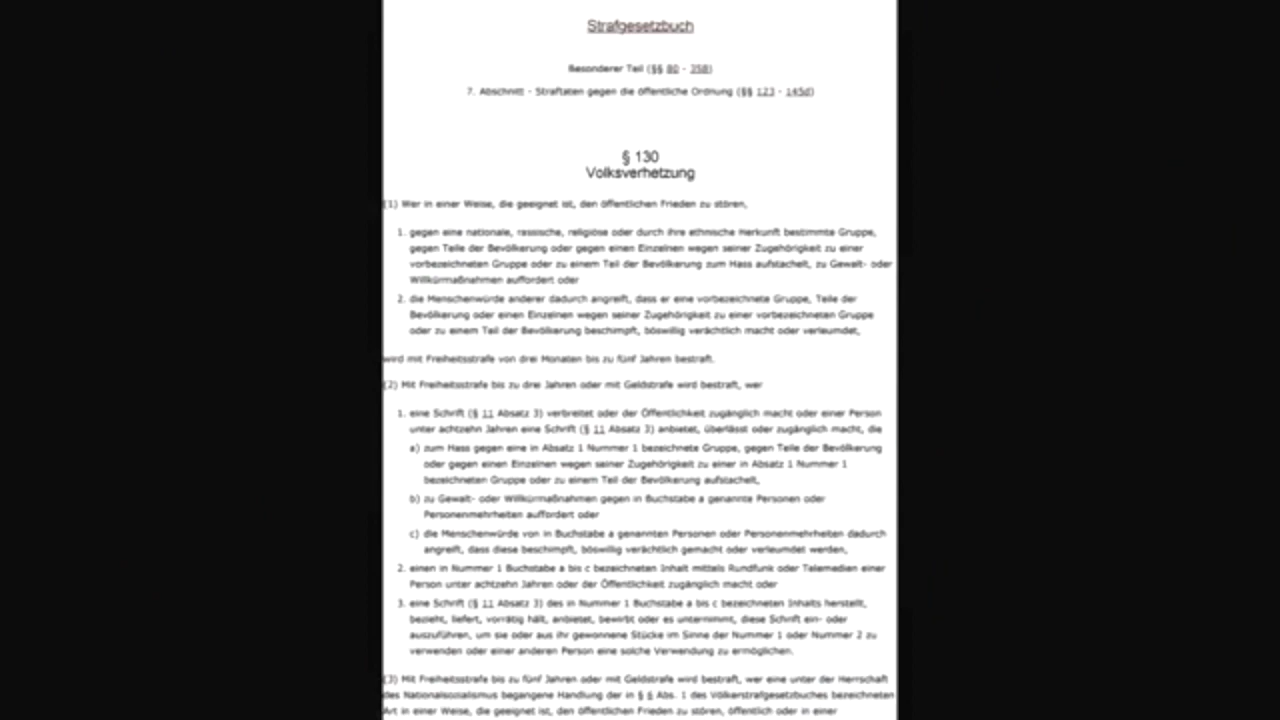 Strafgesetzbuch
Besonderer Teil (§§ 80 - 358)
7. Abschnitt - Straftaten gegen die öffentliche Ordnung (§§ 123 - 145d)
§ 130
Volksverhetzung
(1) Wer in einer Weise, die geeignet ist, den öffentlichen Frieden zu stören,
1. gegen eine nationale, rassische, religiöse oder durch ihre ethnische Herkunft bestimmte Gruppe,
gegen Teile der Bevölkerung oder gegen einen Einzelnen wegen seiner Zugehörigkeit zu einer
vorbezeichneten Gruppe oder zu einem Teil der Bevölkerung zum Hass aufstachelt, zu Gewalt- oder
Willkürmaßnahmen auffordert oder
2. die Menschenwürde anderer dadurch angreift, dass er eine vorbezeichnete Gruppe, Teile der
Bevölkerung oder einen Einzelnen wegen seiner Zugehörigkeit zu einer vorbezeichneten Gruppe
oder zu einem Teil der Bevölkerung beschimpft, böswillig verächtlich macht oder verleumdet,
wird mit Freiheitsstrafe von drei Monaten bis zu fünf Jahren bestraft.
(2) Mit Freiheitsstrafe bis zu drei Jahren oder mit Geldstrafe wird bestraft, wer
1. eine Schrift (§ 11 Absatz 3) verbreitet oder der Öffentlichkeit zugänglich macht oder einer Person
unter achtzehn Jahren eine Schrift (§ 11 Absatz 3) anbietet, überlässt oder zugänglich macht, die
a) zum Hass gegen eine in Absatz 1 Nummer 1 bezeichnete Gruppe, gegen Teile der Bevölkerung
oder gegen einen Einzelnen wegen seiner Zugehörigkeit zu einer in Absatz 1 Nummer 1
bezeichneten Gruppe oder zu einem Teil der Bevölkerung aufstachelt,
b) zu Gewalt- oder Willkürmaßnahmen gegen in Buchstabe a genannte Personen oder
Personenmehrheiten auffordert oder
c) die Menschenwürde von in Buchstabe a genannten Personen oder Personenmehrheiten dadurch
angreift, dass diese beschimpft, böswillig verächtlich gemacht oder verleumdet werden,
2. einen in Nummer 1 Buchstabe a bis c bezeichneten Inhalt mittels Rundfunk oder Telemedien einer
Person unter achtzehn Jahren oder der Öffentlichkeit zugänglich macht oder
3. eine Schrift (§ 11 Absatz 3) des in Nummer 1 Buchstabe a bis c bezeichneten Inhalts herstellt,
bezieht, liefert, vorrätig hält, anbietet, bewirbt oder es unternimmt, diese Schrift ein- oder
auszuführen, um sie oder aus ihr gewonnene Stücke im Sinne der Nummer 1 oder Nummer 2 zu
verwenden oder einer anderen Person eine solche Verwendung zu ermöglichen.
(3) Mit Freiheitsstrafe bis zu fünf Jahren oder mit Geldstrafe wird bestraft, wer eine unter der Herrschaft
des Nationalsozialismus begangene Handlung der in § 6 Abs. 1 des Völkerstrafgesetzbuches bezeichneten
Art in einer Weise, die geeignet ist, den öffentlichen Frieden zu stören, öffentlich oder in einer